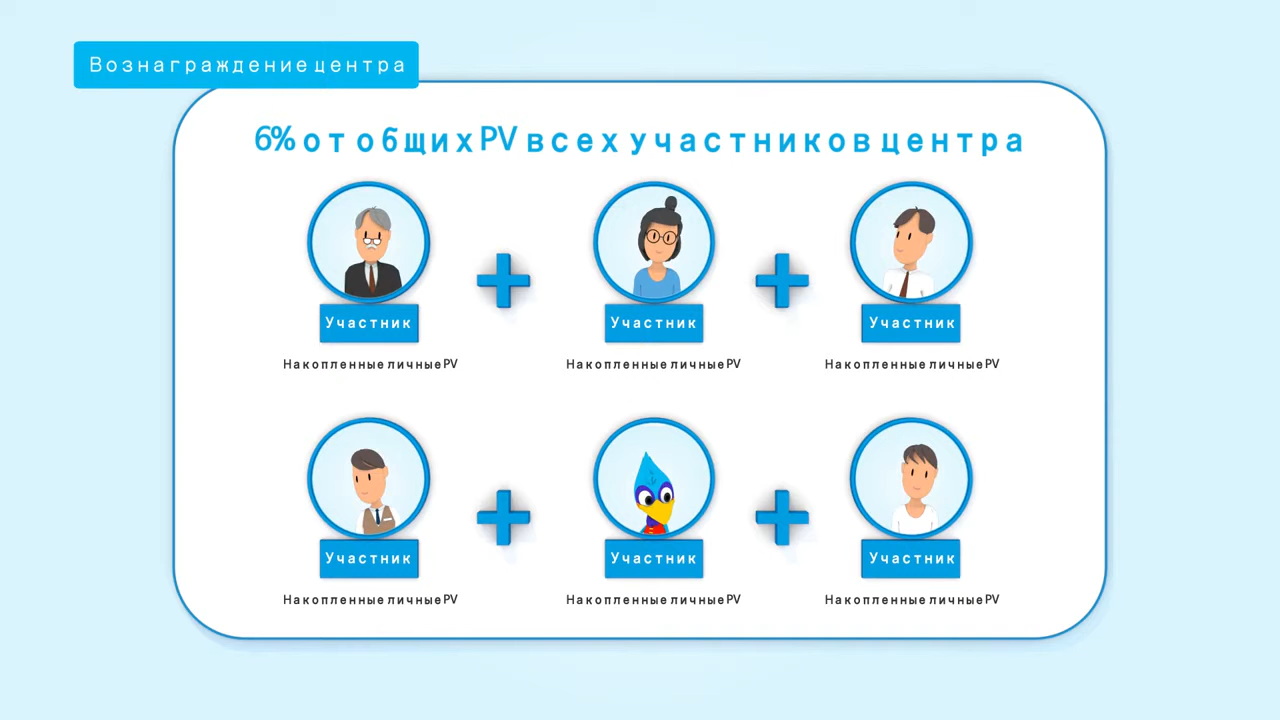 Вознаграждение центра
6% от общих PV всех участников центра
Участник Участник Участник
Накопленные личные PV Накопленные личные PV Накопленные личные PV
Участник Участник Участник
Накопленные личные PV Накопленные личные PV Накопленные личные PV